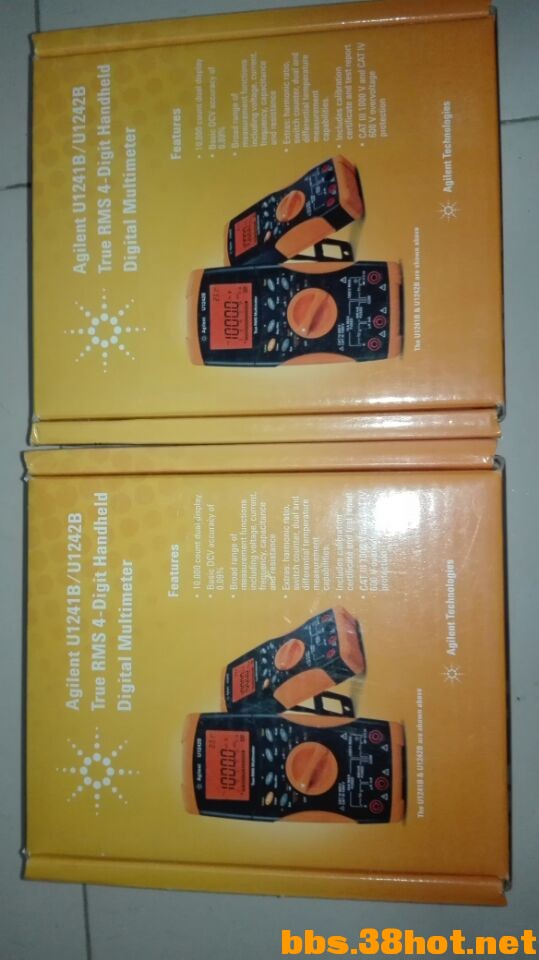 Agilent U1241B/U1242B
True RMS 4-Digit Handheld
Digital Multimeter
Features
• 10,000 count dual display
• Basic DCV accuracy of
0.09%
• Broad range of
measurement functions
including voltage, current,
frequency, capacitance
and resistance
• Extras: harmonic ratio,
switch counter, dual and
differential temperature
measurement
capabilities.
• Includes calibration
certificate and test report
• CAT III 1000 V and CAT IV
600 V overvoltage
protection
Agilent U1242B
True RMS Multimeter
The U1241B & U1242B are shown above
Agilent Technologies
Agilent U1241B/U1242B
True RMS 4-Digit Handheld
Digital Multimeter
Features
• 10,000 count dual display
• Basic DCV accuracy of
0.09%
• Broad range of
measurement functions
including voltage, current,
frequency, capacitance
and resistance
• Extras: harmonic ratio,
switch counter, dual and
differential temperature
measurement
capabilities.
Agilent U1242B
True RMS Multimeter
The U1241B & U1242B are shown above
Agilent Technologies
bbs.38hot.net